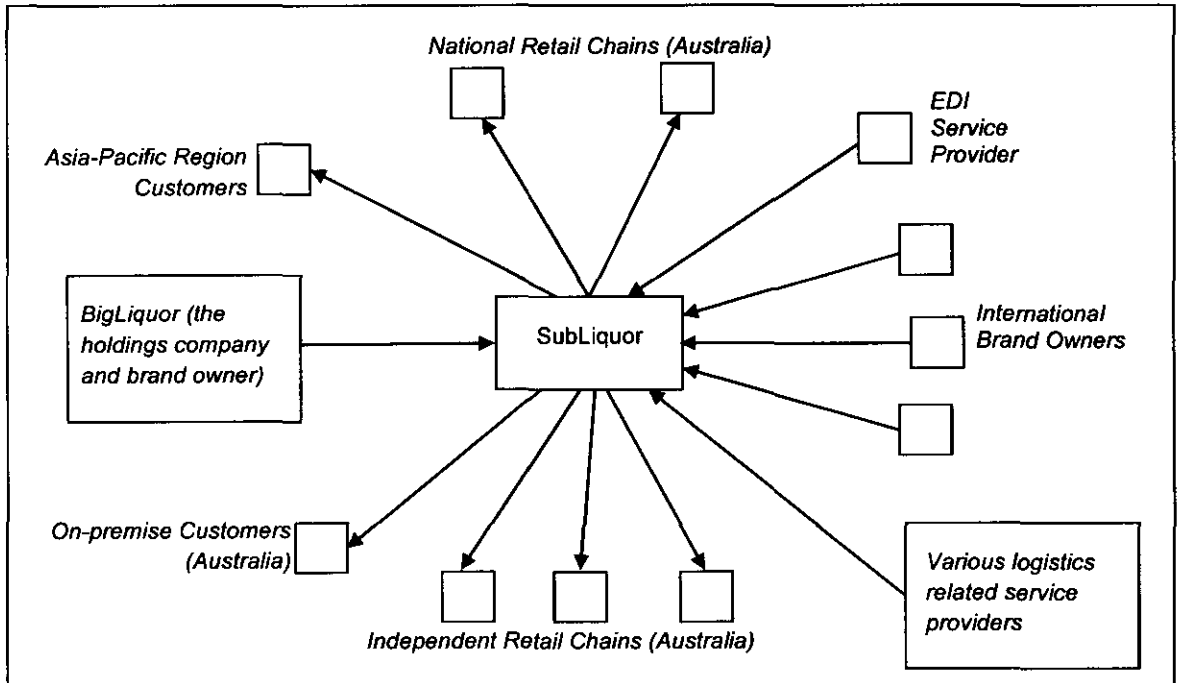 National Retail Chains (Australia)
EDI
Service
Provider
Asia-Pacific Region
Customers
BigLiquor (the
holdings company
and brand owner)
SubLiquor
International
Brand Owners
On-premise Customers
(Australia)
Various logistics
related service
providers
Independent Retail Chains (Australia)